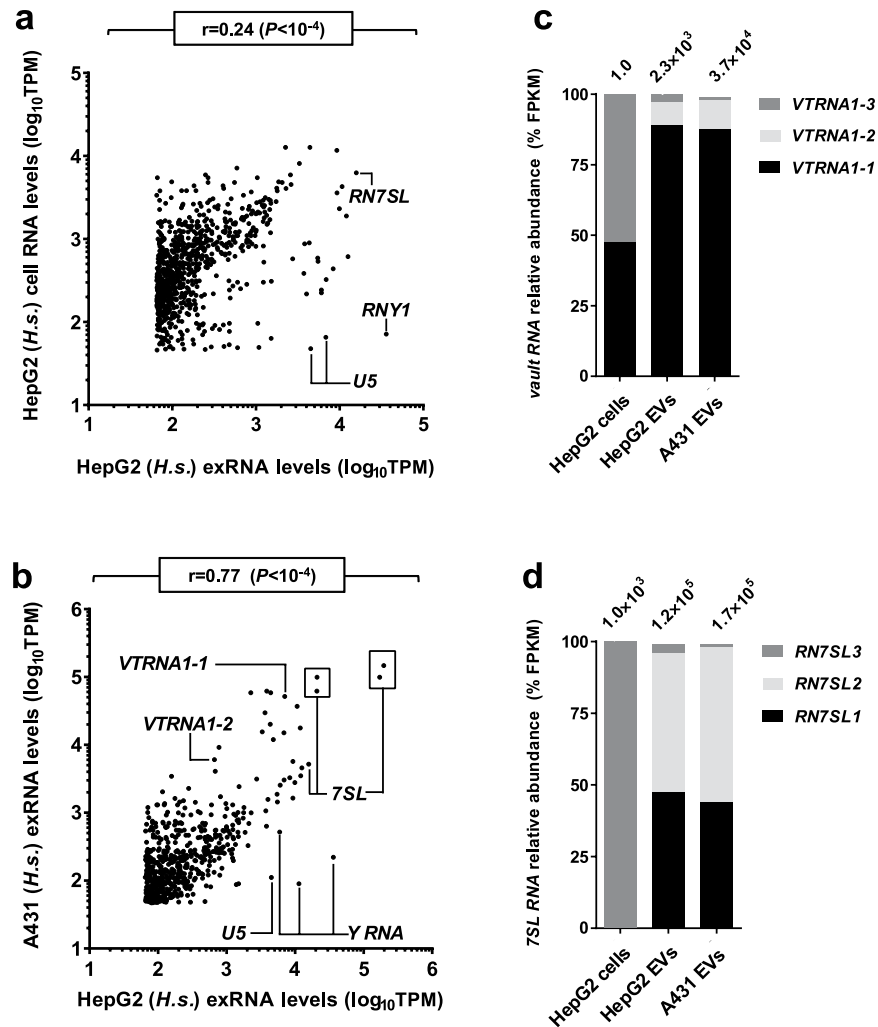 a
r=0.24 (P<10⁻⁴)
HepG2 (H.s.) cell RNA levels (log₁₀TPM)
5
4
3
2
1
RN7SL
RNY1
U5
1 2 3 4 5
HepG2 (H.s.) exRNA levels (log₁₀TPM)
b
r=0.77 (P<10⁻⁴)
A431 (H.s.) exRNA levels (log₁₀TPM)
6
5
4
3
2
1
VTRNA1-1
VTRNA1-2
7SL
U5
Y RNA
1 2 3 4 5 6
HepG2 (H.s.) exRNA levels (log₁₀TPM)
c
1.0
2.3×10³
3.7×10⁴
vault RNA relative abundance (% FPKM)
100
75
50
25
0
VTRNA1-3
VTRNA1-2
VTRNA1-1
HepG2 cells
HepG2 EVs
A431 EVs
d
1.0×10³
1.2×10⁵
1.7×10⁵
7SL RNA relative abundance (% FPKM)
100
75
50
25
0
RN7SL3
RN7SL2
RN7SL1
HepG2 cells
HepG2 EVs
A431 EVs